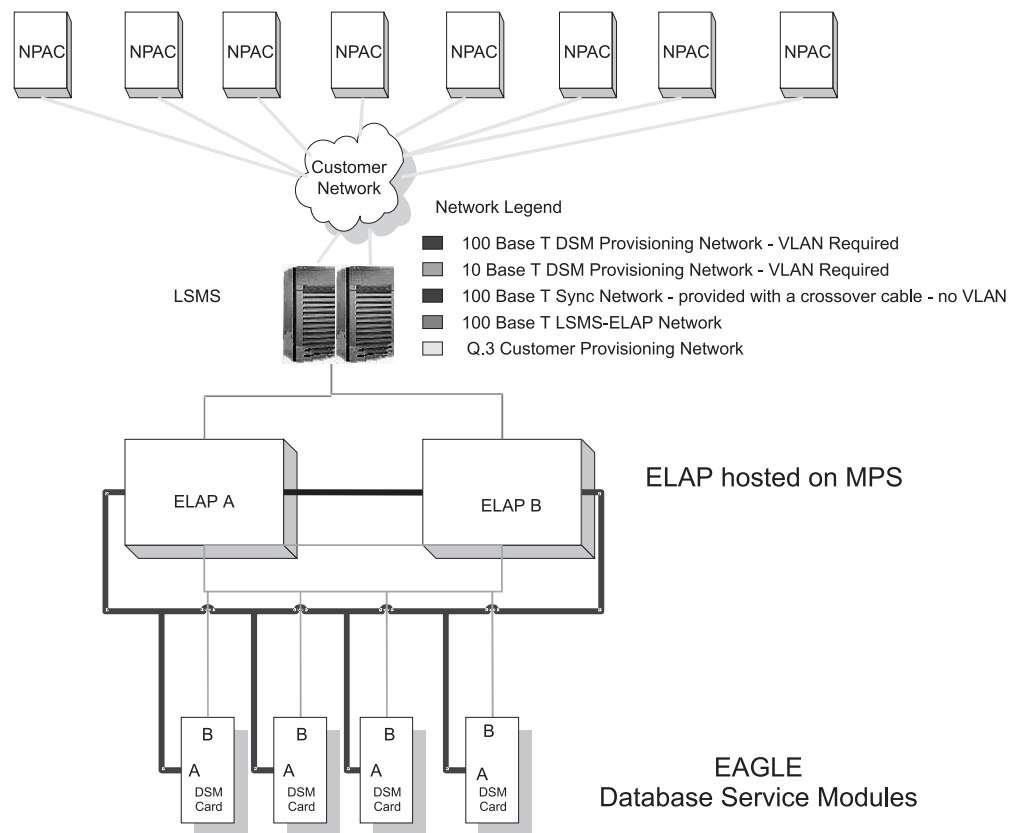 NPAC
NPAC
NPAC
NPAC
NPAC
NPAC
NPAC
NPAC
Customer
Network
Network Legend
100 Base T DSM Provisioning Network - VLAN Required
10 Base T DSM Provisioning Network - VLAN Required
LSMS
100 Base T Sync Network - provided with a crossover cable - no VLAN
100 Base T LSMS-ELAP Network
Q.3 Customer Provisioning Network
ELAP hosted on MPS
ELAP A
ELAP B
B
A
DSM
Card
B
A
DSM
Card
B
A
DSM
Card
B
A
DSM
Card
EAGLE
Database Service Modules